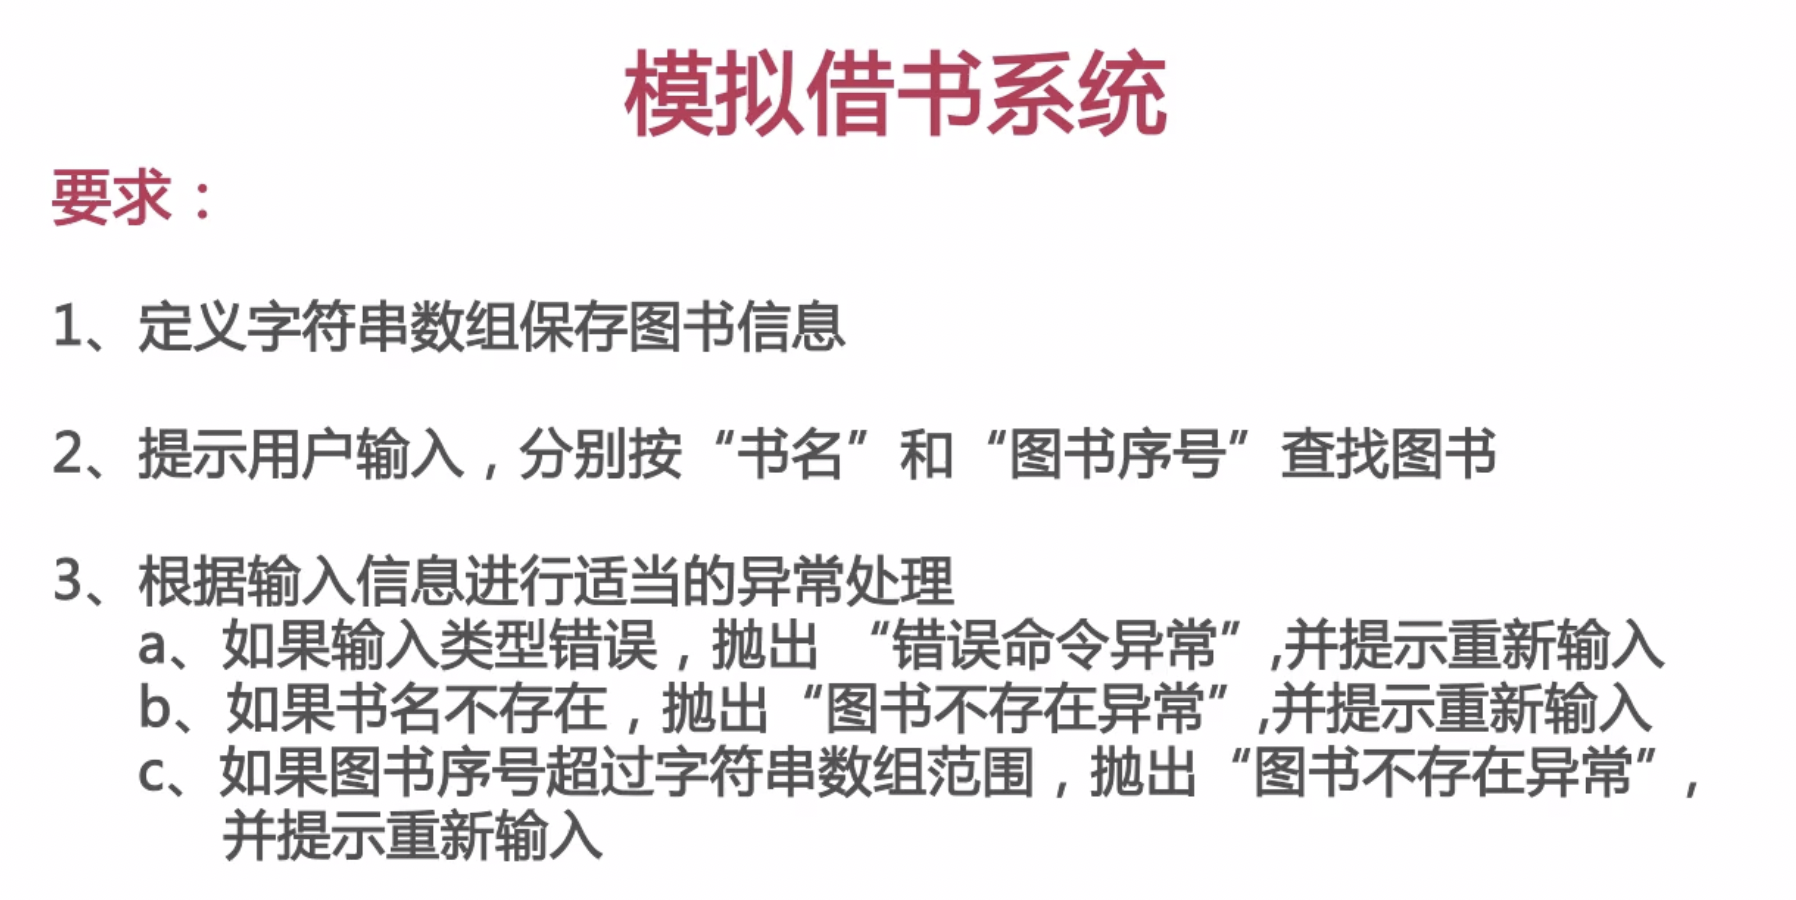 模拟借书系统
要求：
1、定义字符串数组保存图书信息
2、提示用户输入，分别按“书名”和“图书序号”查找图书
3、根据输入信息进行适当的异常处理
a、如果输入类型错误，抛出 “错误命令异常”,并提示重新输入
b、如果书名不存在，抛出“图书不存在异常”,并提示重新输入
c、如果图书序号超过字符串数组范围，抛出“图书不存在异常”，
并提示重新输入